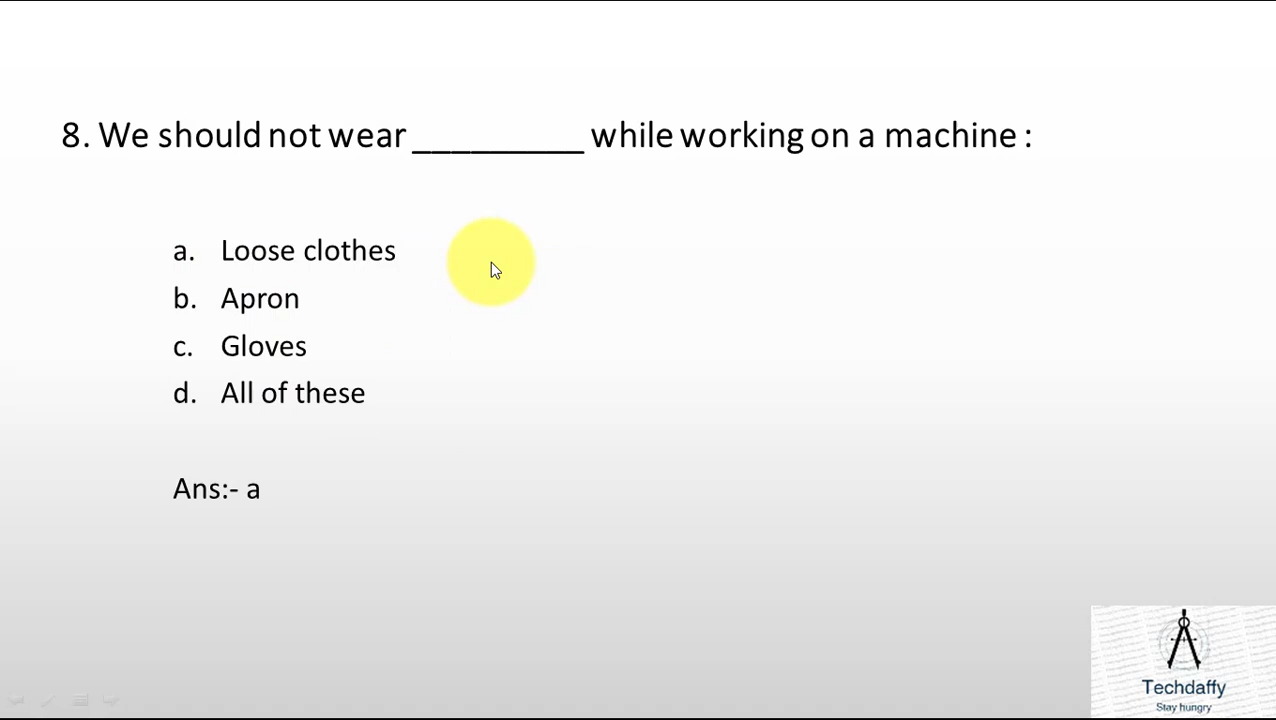 8. We should not wear _________ while working on a machine :
a. Loose clothes
b. Apron
c. Gloves
d. All of these
Ans:- a
Techdaffy
Stay hungry